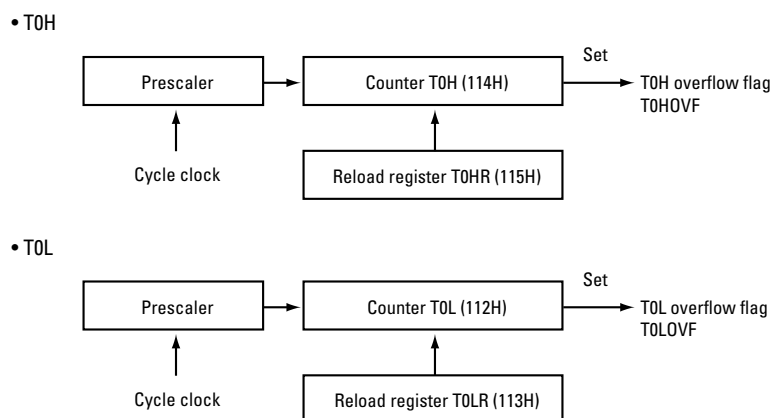 • T0H
Set
Prescaler
Counter T0H (114H)
T0H overflow flag
T0HOVF
Cycle clock
Reload register T0HR (115H)
• T0L
Set
Prescaler
Counter T0L (112H)
T0L overflow flag
T0LOVF
Cycle clock
Reload register T0LR (113H)